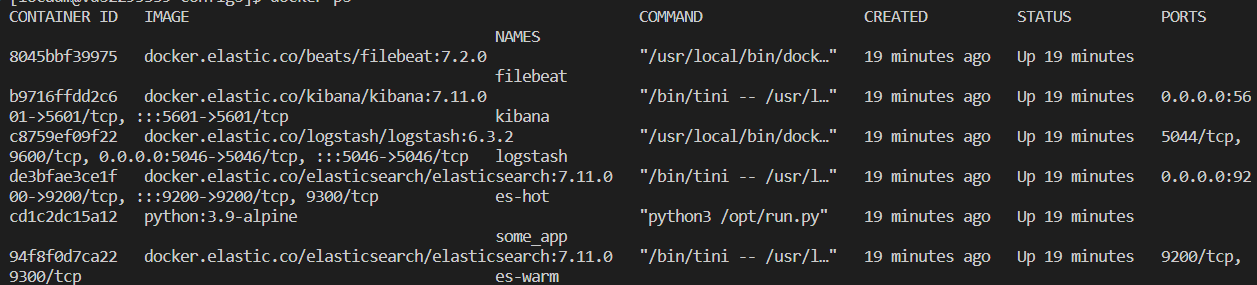 CONTAINER ID   IMAGE                                                 COMMAND                  CREATED          STATUS          PORTS
                                                      NAMES
8045bbf39975   docker.elastic.co/beats/filebeat:7.2.0                "/usr/local/bin/dock…"   19 minutes ago   Up 19 minutes
                                                      filebeat
b9716ffdd2c6   docker.elastic.co/kibana/kibana:7.11.0                "/bin/tini -- /usr/l…"   19 minutes ago   Up 19 minutes   0.0.0.0:56
01->5601/tcp, :::5601->5601/tcp                       kibana
c8759ef09f22   docker.elastic.co/logstash/logstash:6.3.2             "/usr/local/bin/dock…"   19 minutes ago   Up 19 minutes   5044/tcp,
9600/tcp, 0.0.0.0:5046->5046/tcp, :::5046->5046/tcp   logstash
de3bfae3ce1f   docker.elastic.co/elasticsearch/elasticsearch:7.11.0   "/bin/tini -- /usr/l…"   19 minutes ago   Up 19 minutes   0.0.0.0:92
00->9200/tcp, :::9200->9200/tcp, 9300/tcp             es-hot
cd1c2dc15a12   python:3.9-alpine                                     "python3 /opt/run.py"    19 minutes ago   Up 19 minutes
                                                      some_app
94f8f0d7ca22   docker.elastic.co/elasticsearch/elasticsearch:7.11.0   "/bin/tini -- /usr/l…"   19 minutes ago   Up 19 minutes   9200/tcp,
9300/tcp                                              es-warm